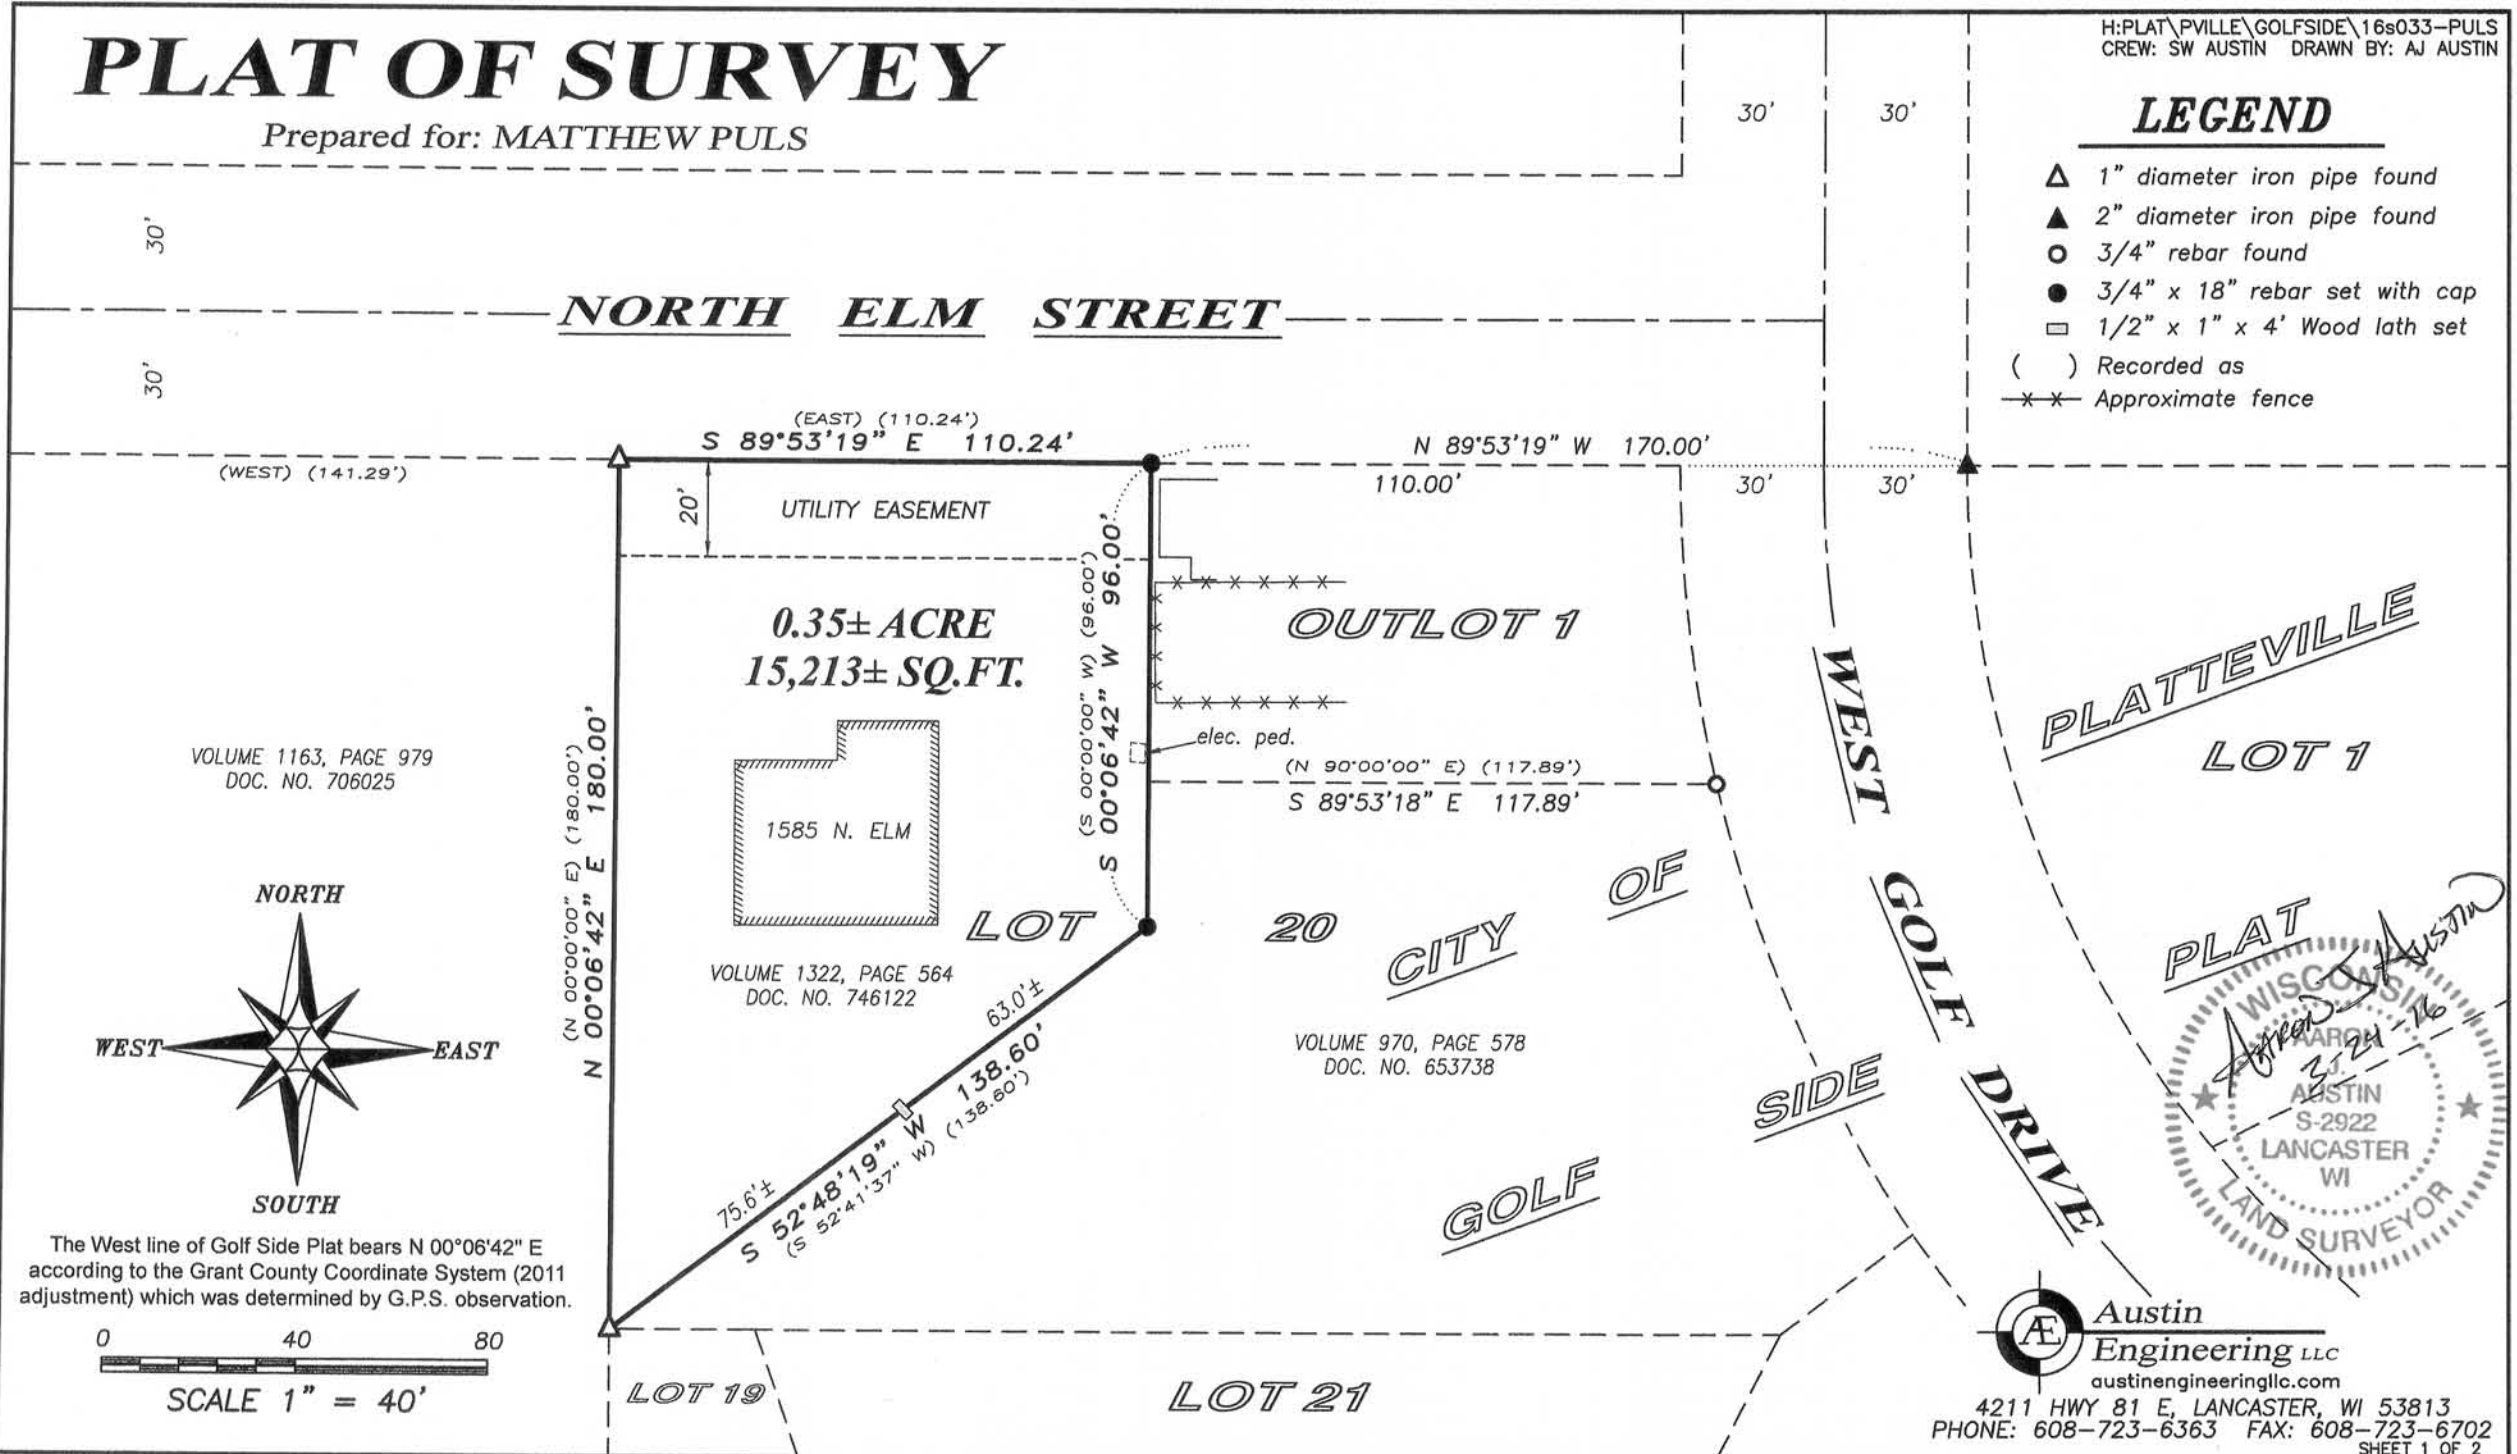 H:PLAT\PVILLE\GOLFSIDE\16s033-PULS
CREW: SW AUSTIN DRAWN BY: AJ AUSTIN
PLAT OF SURVEY
Prepared for: MATTHEW PULS
30'
30'
LEGEND
1" diameter iron pipe found
2" diameter iron pipe found
3/4" rebar found
3/4" x 18" rebar set with cap
1/2" x 1" x 4' Wood lath set
( ) Recorded as
—x—x— Approximate fence
30'
NORTH ELM STREET
30'
(EAST) (110.24')
S 89°53'19" E 110.24'
N 89°53'19" W 170.00'
(WEST) (141.29')
110.00'
30'
30'
20'
UTILITY EASEMENT
(S 00°00'00" W) (96.00')
S 00°06'42" W 96.00'
0.35± ACRE
15,213± SQ.FT.
OUTLOT 1
WEST GOLF DRIVE
PLATTEVILLE
LOT 1
elec. ped.
(N 90°00'00" E) (117.89')
S 89°53'18" E 117.89'
VOLUME 1163, PAGE 979
DOC. NO. 706025
(N 00°00'00" E) (180.00')
N 00°06'42" E 180.00'
1585 N. ELM
LOT 20
CITY OF
VOLUME 1322, PAGE 564
DOC. NO. 746122
VOLUME 970, PAGE 578
DOC. NO. 653738
GOLF SIDE PLAT
63.0'±
75.6'±
S 52°48'19" W 138.60'
(S 52°41'37" W) (138.60')
NORTH
WEST
EAST
SOUTH
Aaron J Austin
3-24-16
WISCONSIN
AARON
J.
AUSTIN
S-2922
LANCASTER
WI
LAND SURVEYOR
The West line of Golf Side Plat bears N 00°06'42" E
according to the Grant County Coordinate System (2011
adjustment) which was determined by G.P.S. observation.
0 40 80
SCALE 1" = 40'
LOT 19
LOT 21
AE
Austin
Engineering LLC
austinengineeringllc.com
4211 HWY 81 E, LANCASTER, WI 53813
PHONE: 608-723-6363 FAX: 608-723-6702
SHEET 1 OF 2